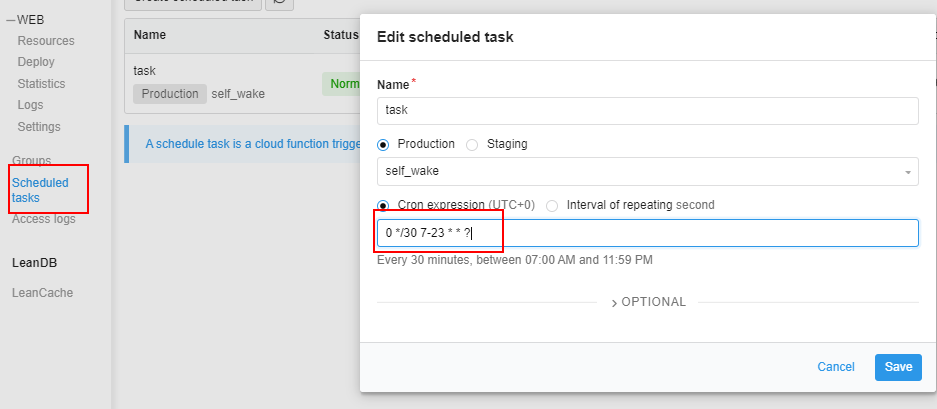 Create scheduled task
WEB
Resources
Deploy
Statistics
Logs
Settings
Groups
Scheduled
tasks
Access logs
LeanDB
LeanCache
Name Status
task
Production self_wake
Norm
A schedule task is a cloud function trigge
Edit scheduled task
Name*
task
Production Staging
self_wake
Cron expression (UTC+0) Interval of repeating second
0 */30 7-23 * * ?
Every 30 minutes, between 07:00 AM and 11:59 PM
OPTIONAL
Cancel Save